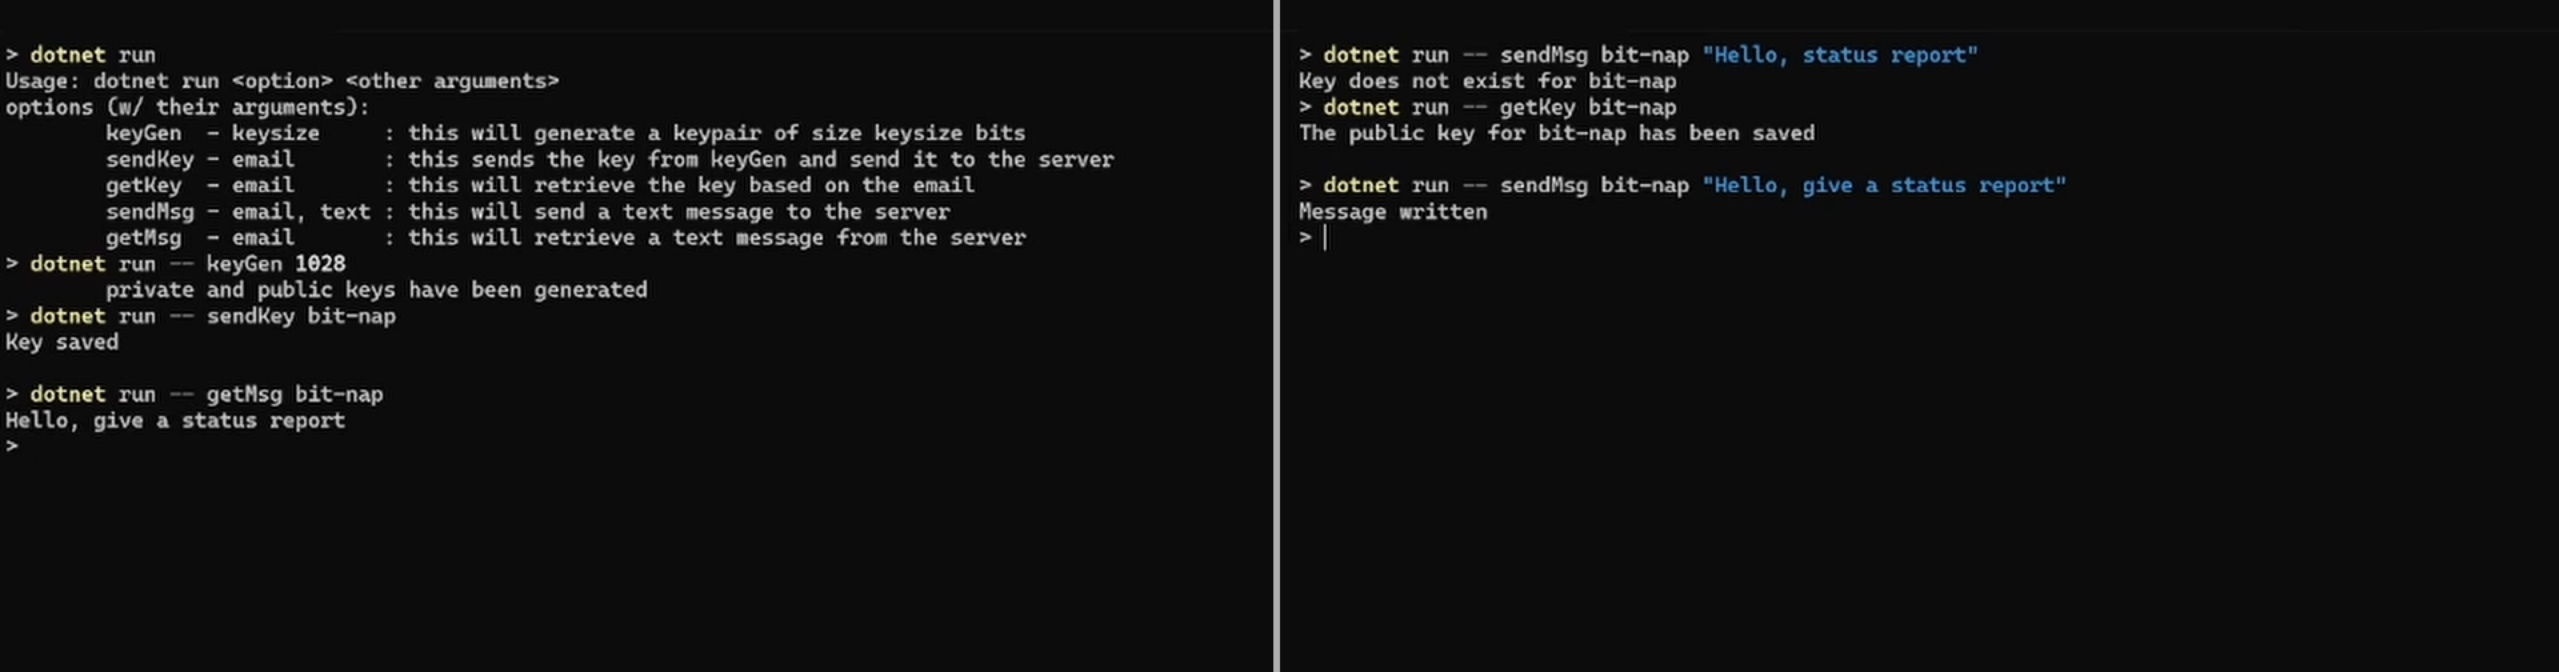 > dotnet run
Usage: dotnet run <option> <other arguments>
options (w/ their arguments):
        keyGen  - keysize     : this will generate a keypair of size keysize bits
        sendKey - email       : this sends the key from keyGen and send it to the server
        getKey  - email       : this will retrieve the key based on the email
        sendMsg - email, text : this will send a text message to the server
        getMsg  - email       : this will retrieve a text message from the server
> dotnet run -- keyGen 1028
        private and public keys have been generated
> dotnet run -- sendKey bit-nap
Key saved

> dotnet run -- getMsg bit-nap
Hello, give a status report
>
> dotnet run -- sendMsg bit-nap "Hello, status report"
Key does not exist for bit-nap
> dotnet run -- getKey bit-nap
The public key for bit-nap has been saved

> dotnet run -- sendMsg bit-nap "Hello, give a status report"
Message written
>